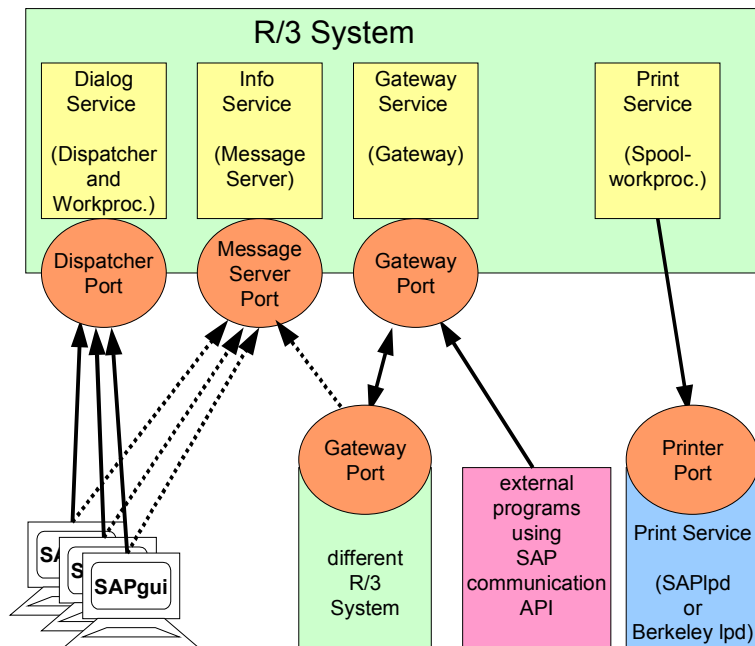 R/3 System
Dialog
Service
(Dispatcher
and
Workproc.)
Info
Service
(Message
Server)
Gateway
Service
(Gateway)
Print
Service
(Spool-
workproc.)
Dispatcher
Port
Message
Server
Port
Gateway
Port
Gateway
Port
different
R/3
System
external
programs
using
SAP
communication
API
Printer
Port
Print Service
(SAPlpd
or
Berkeley lpd)
SA
S
SAPgui